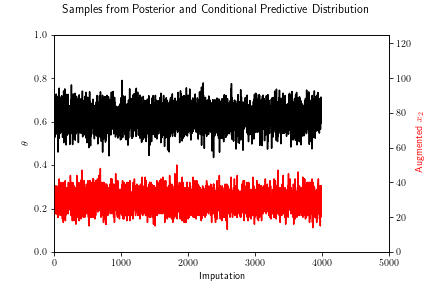 Samples from Posterior and Conditional Predictive Distribution
1.0
0.8
0.6
0.4
0.2
0.0
θ
120
100
80
60
40
20
0
Augmented x₂
0 1000 2000 3000 4000 5000
Imputation